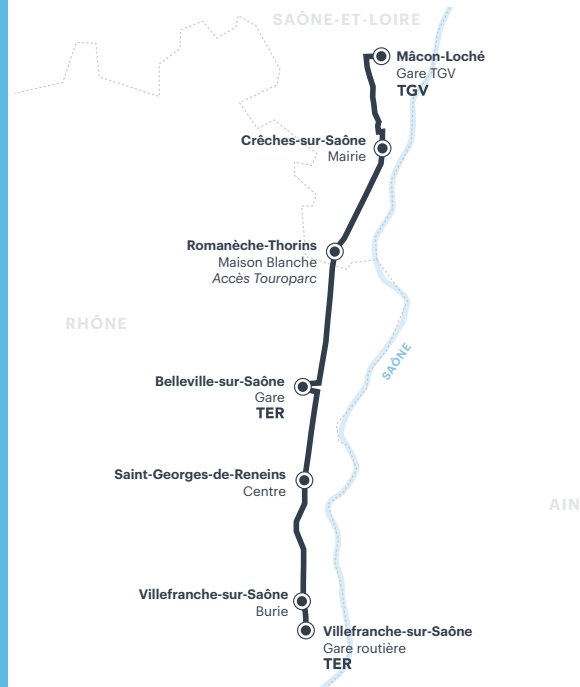 SAÔNE-ET-LOIRE
Mâcon-Loché
Gare TGV
TGV
Crêches-sur-Saône
Mairie
Romanèche-Thorins
Maison Blanche
Accès Touroparc
RHÔNE
SAÔNE
Belleville-sur-Saône
Gare
TER
Saint-Georges-de-Reneins
Centre
AIN
Villefranche-sur-Saône
Burie
Villefranche-sur-Saône
Gare routière
TER